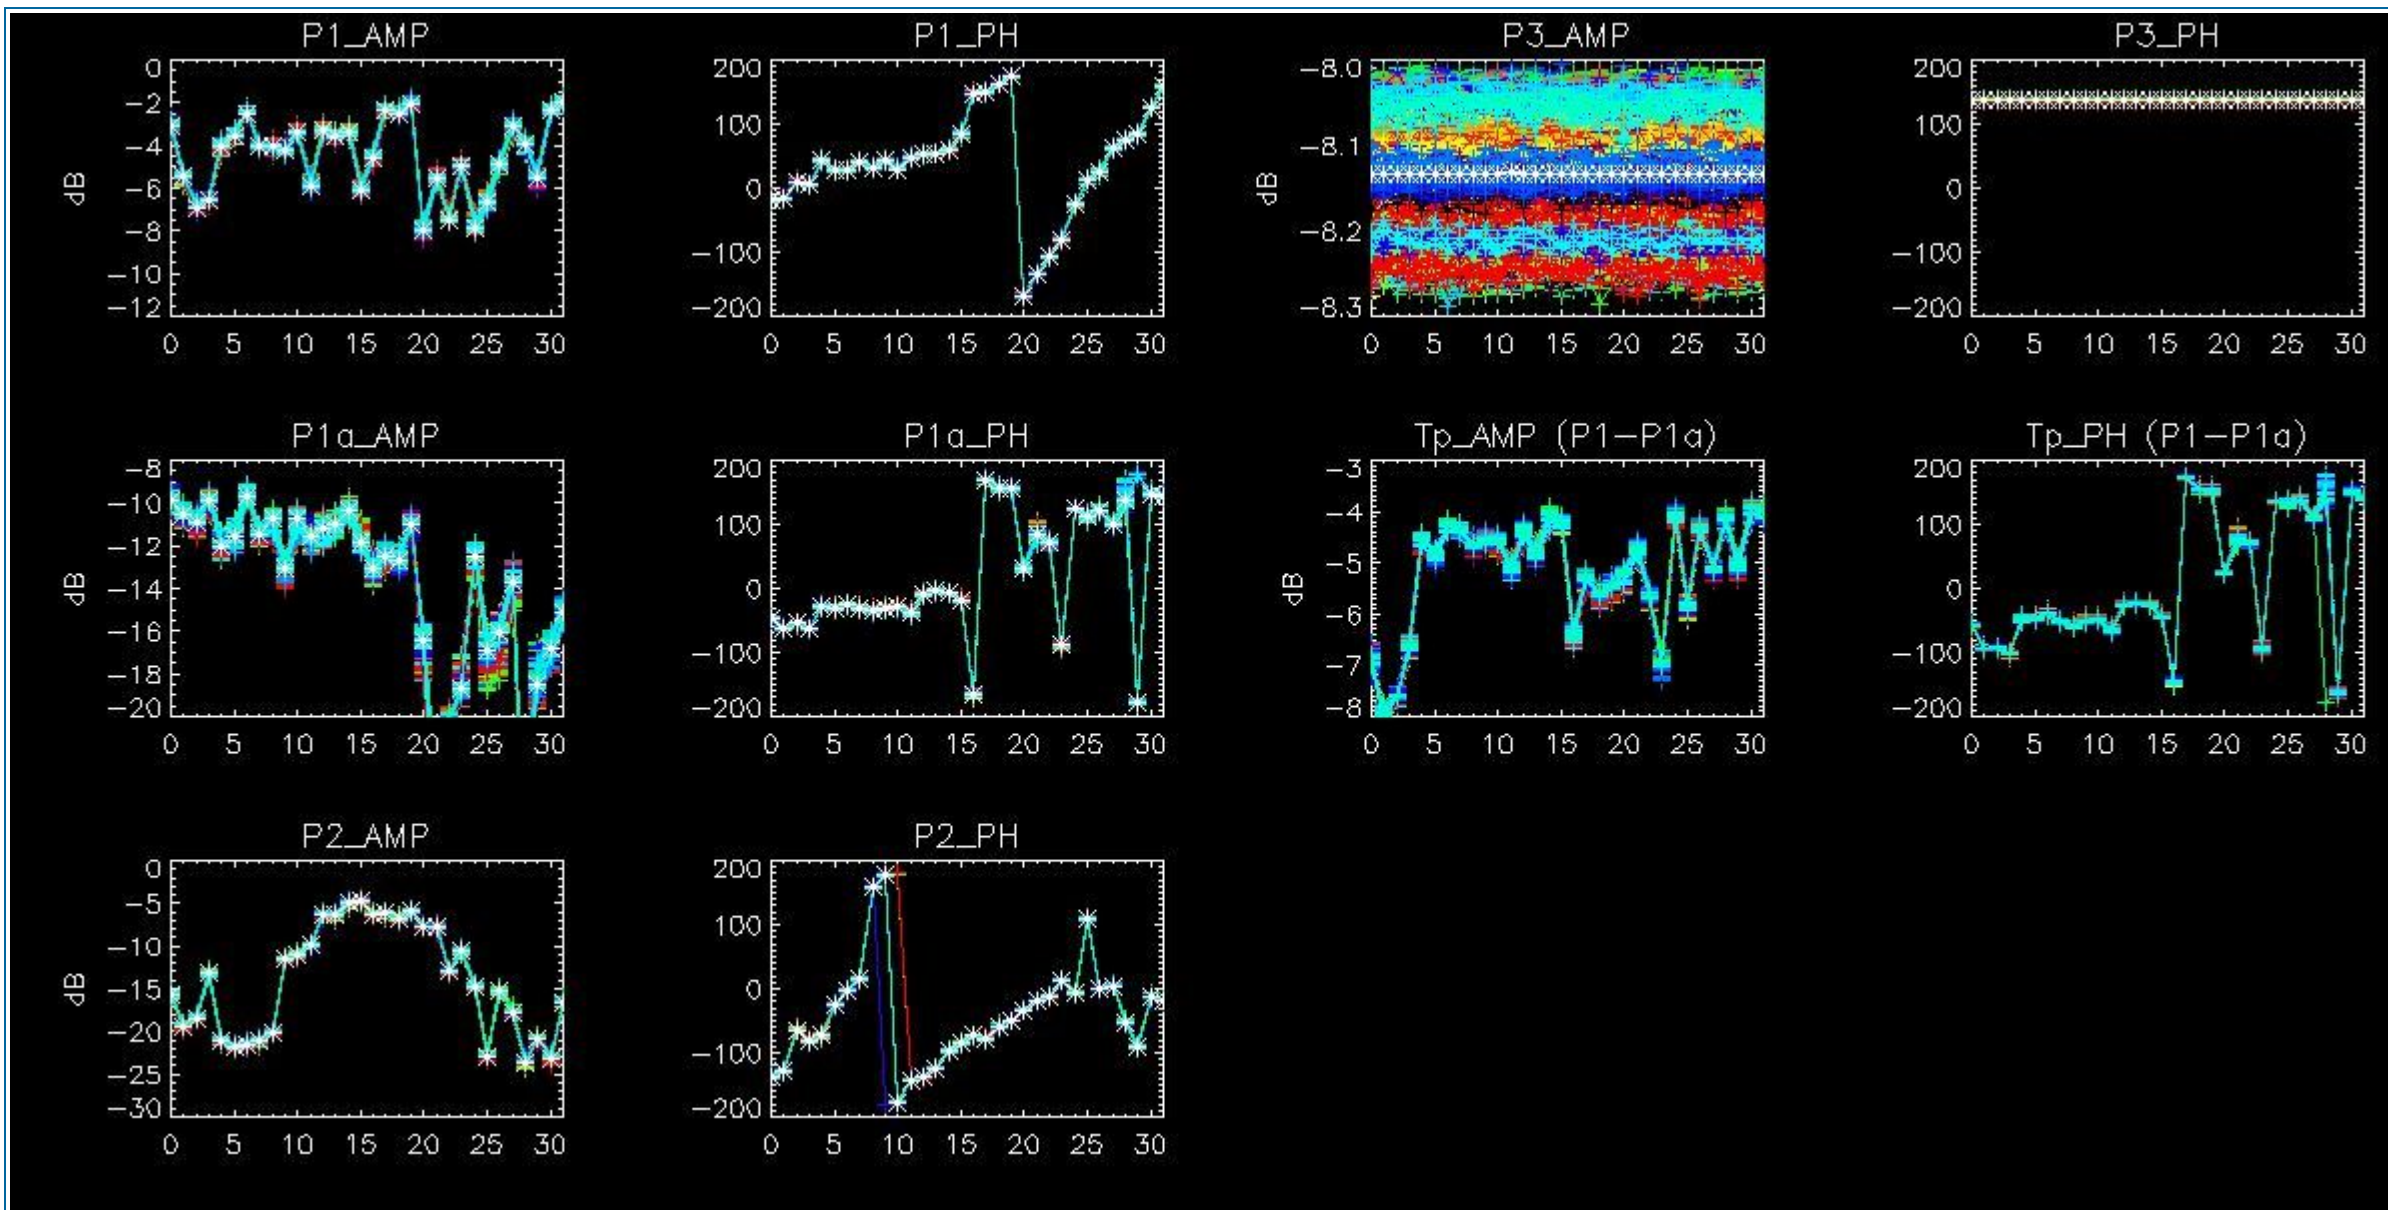 P1_AMP P1_PH P3_AMP P3_PH
0 200 −8.0 200
−2
−4 100 −8.1 100
dB −6 0 dB 0
−8 −100 −8.2 −100
−10
−12 −200 −8.3 −200
0 5 10 15 20 25 30 0 5 10 15 20 25 30 0 5 10 15 20 25 30 0 5 10 15 20 25 30
P1a_AMP P1a_PH Tp_AMP (P1−P1a) Tp_PH (P1−P1a)
−8 200 −3 200
−10 100 −4 100
−12
dB −14 0 dB −5 0
−16 −100 −6 −100
−18 −7
−20 −200 −8 −200
0 5 10 15 20 25 30 0 5 10 15 20 25 30 0 5 10 15 20 25 30 0 5 10 15 20 25 30
P2_AMP P2_PH
0 200
−5 100
−10
dB −15 0
−20 −100
−25
−30 −200
0 5 10 15 20 25 30 0 5 10 15 20 25 30